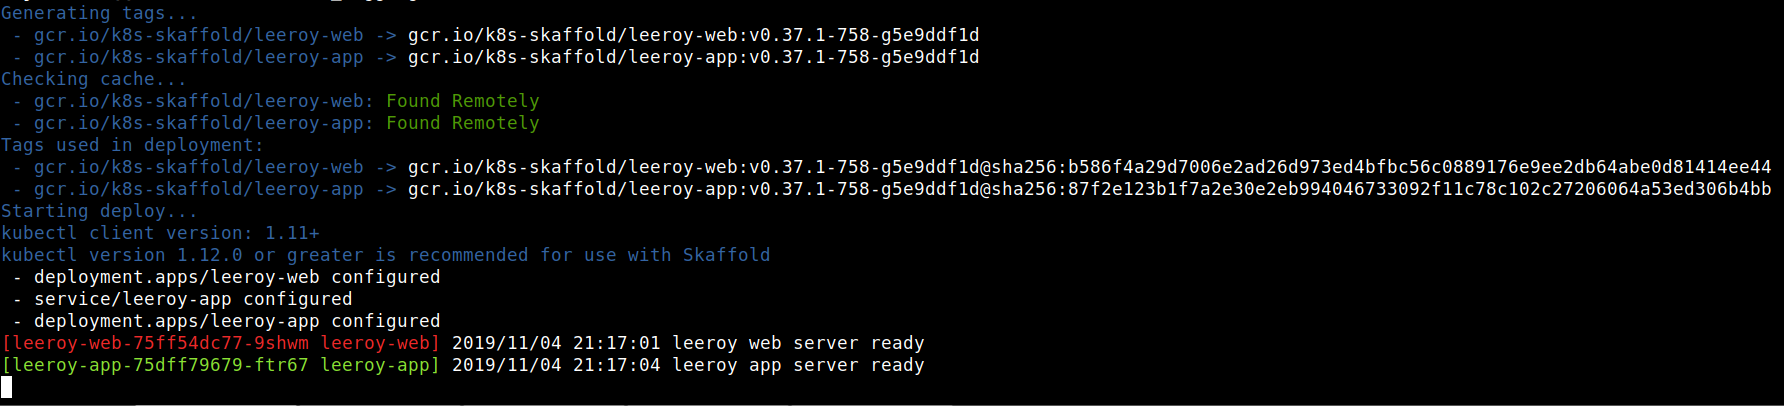 Generating tags...
 - gcr.io/k8s-skaffold/leeroy-web -> gcr.io/k8s-skaffold/leeroy-web:v0.37.1-758-g5e9ddf1d
 - gcr.io/k8s-skaffold/leeroy-app -> gcr.io/k8s-skaffold/leeroy-app:v0.37.1-758-g5e9ddf1d
Checking cache...
 - gcr.io/k8s-skaffold/leeroy-web: Found Remotely
 - gcr.io/k8s-skaffold/leeroy-app: Found Remotely
Tags used in deployment:
 - gcr.io/k8s-skaffold/leeroy-web -> gcr.io/k8s-skaffold/leeroy-web:v0.37.1-758-g5e9ddf1d@sha256:b586f4a29d7006e2ad26d973ed4bfbc56c0889176e9ee2db64abe0d81414ee44
 - gcr.io/k8s-skaffold/leeroy-app -> gcr.io/k8s-skaffold/leeroy-app:v0.37.1-758-g5e9ddf1d@sha256:87f2e123b1f7a2e30e2eb994046733092f11c78c102c27206064a53ed306b4bb
Starting deploy...
kubectl client version: 1.11+
kubectl version 1.12.0 or greater is recommended for use with Skaffold
 - deployment.apps/leeroy-web configured
 - service/leeroy-app configured
 - deployment.apps/leeroy-app configured
[leeroy-web-75ff54dc77-9shwm leeroy-web] 2019/11/04 21:17:01 leeroy web server ready
[leeroy-app-75dff79679-ftr67 leeroy-app] 2019/11/04 21:17:04 leeroy app server ready